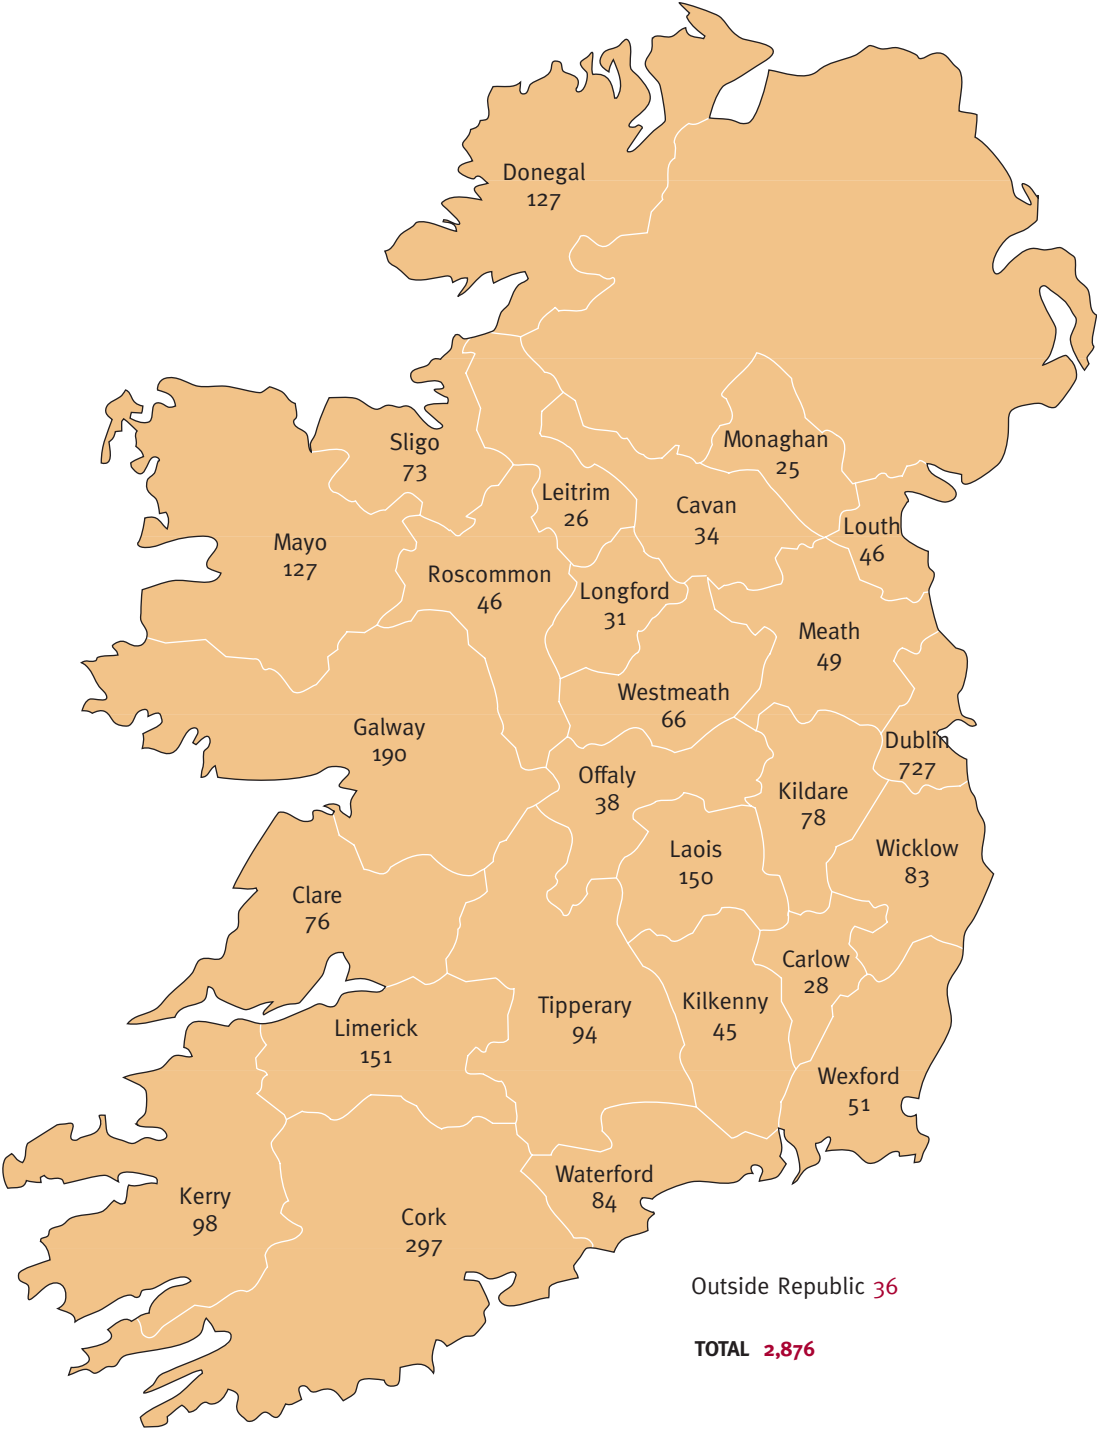 Donegal
127
Monaghan
25
Sligo
73
Leitrim
26
Cavan
34
Louth
46
Mayo
127
Roscommon
46
Longford
31
Meath
49
Westmeath
66
Galway
190
Dublin
727
Offaly
38
Kildare
78
Laois
150
Wicklow
83
Clare
76
Carlow
28
Tipperary
94
Kilkenny
45
Limerick
151
Wexford
51
Waterford
84
Kerry
98
Cork
297
Outside Republic 36
TOTAL 2,876